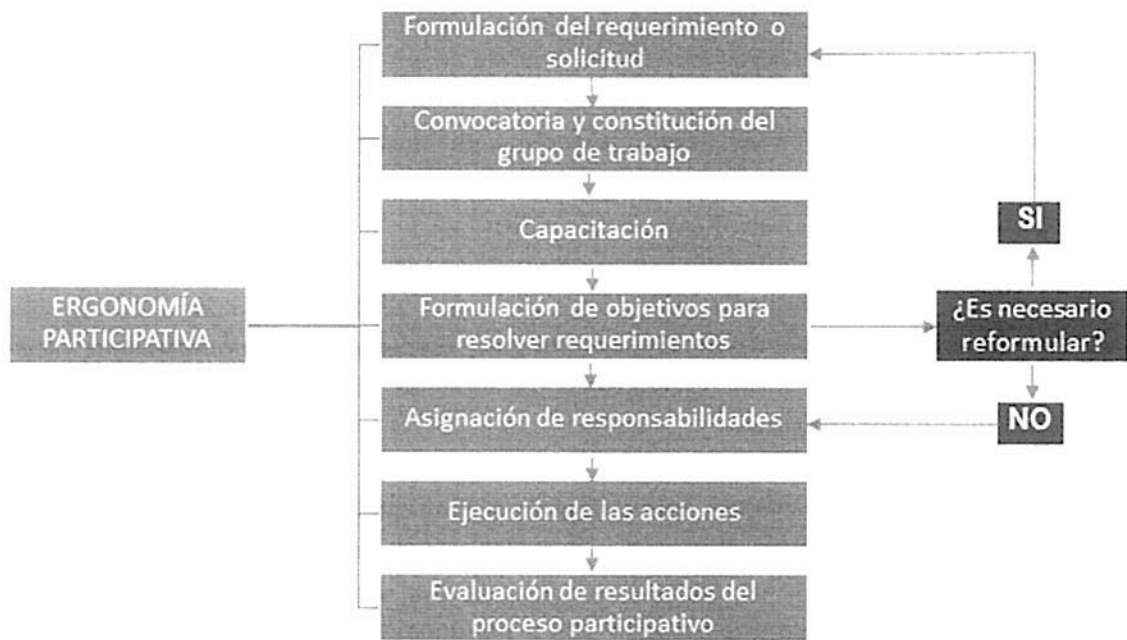 Formulación del requerimiento o
solicitud
Convocatoria y constitución del
grupo de trabajo
Capacitación
SI
ERGONOMÍA
PARTICIPATIVA
Formulación de objetivos para
resolver requerimientos
¿Es necesario
reformular?
Asignación de responsabilidades
NO
Ejecución de las acciones
Evaluación de resultados del
proceso participativo